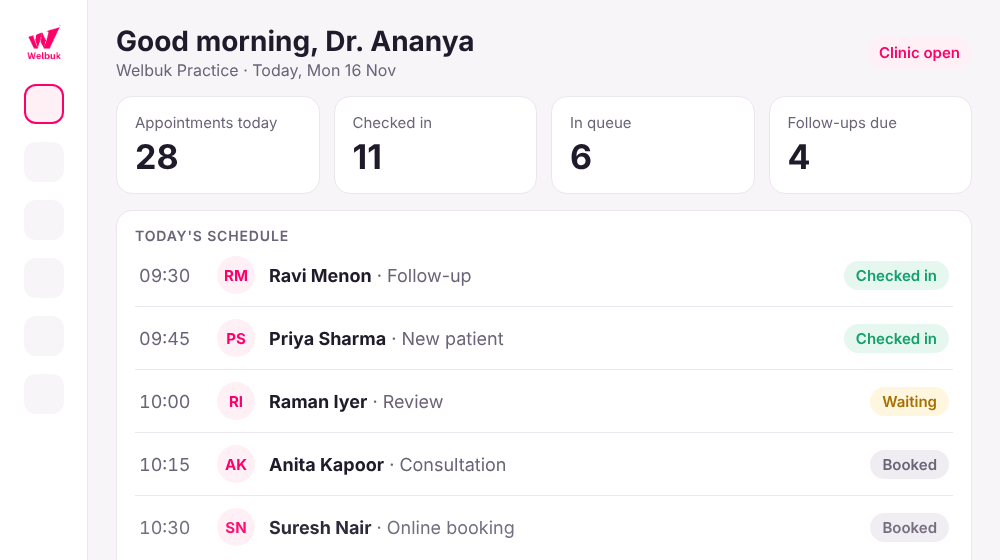 Welbuk
Good morning, Dr. Ananya
Welbuk Practice · Today, Mon 16 Nov
Clinic open
Appointments today
28
Checked in
11
In queue
6
Follow-ups due
4
TODAY'S SCHEDULE
09:30 RM Ravi Menon · Follow-up Checked in
09:45 PS Priya Sharma · New patient Checked in
10:00 RI Raman Iyer · Review Waiting
10:15 AK Anita Kapoor · Consultation Booked
10:30 SN Suresh Nair · Online booking Booked